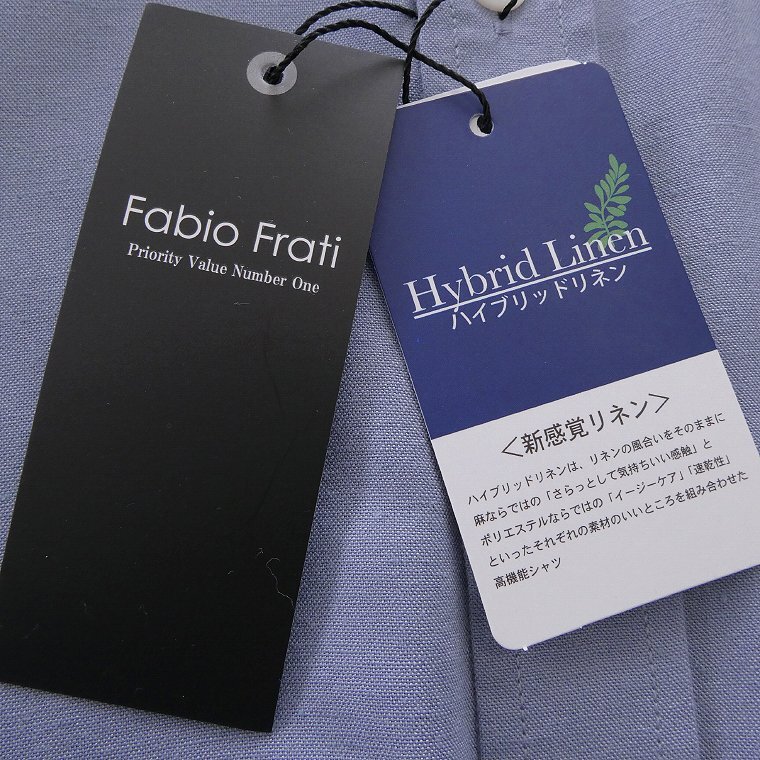 Fabio Frati
Priority Value Number One
Hybrid Linen
ハイブリッドリネン
＜新感覚リネン＞
ハイブリッドリネンは、リネンの風合いをそのままに
麻ならではの「さらっとして気持ちいい感触」と
ポリエステルならではの「イージーケア」「速乾性」
といったそれぞれの素材のいいところを組み合わせた
高機能シャツ